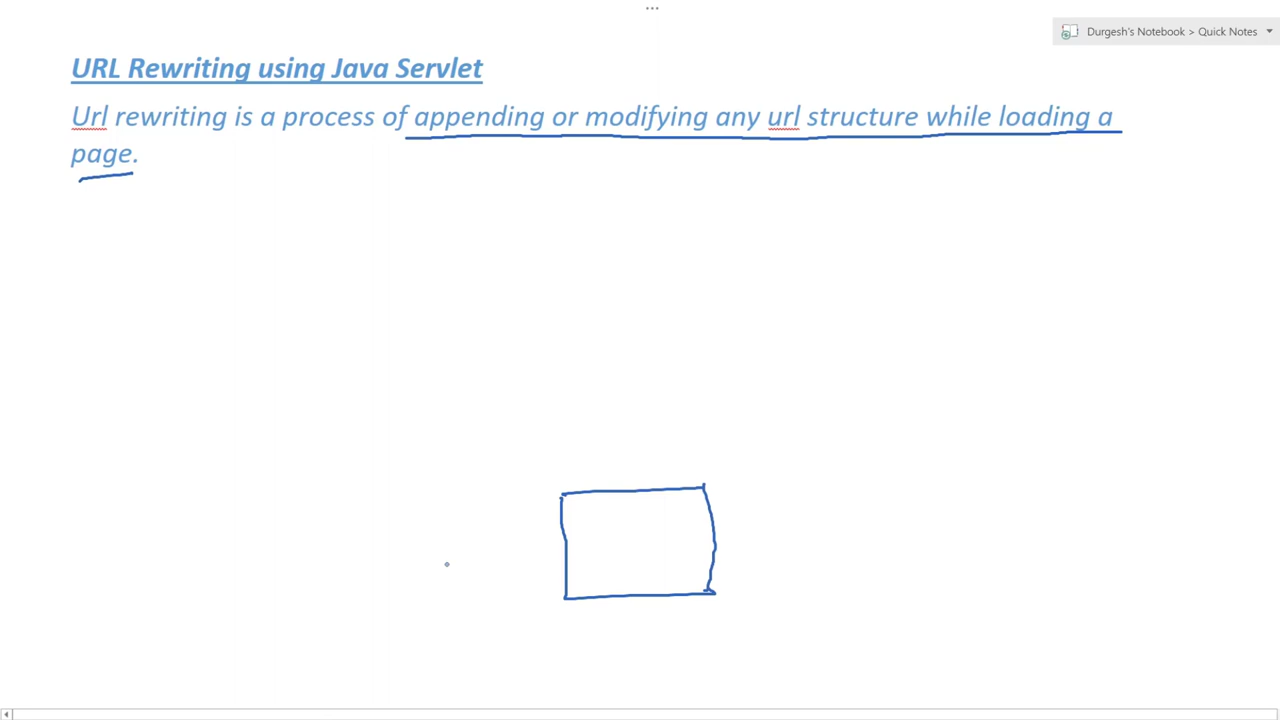 Durgesh's Notebook > Quick Notes
URL Rewriting using Java Servlet
Url rewriting is a process of appending or modifying any url structure while loading a
page.